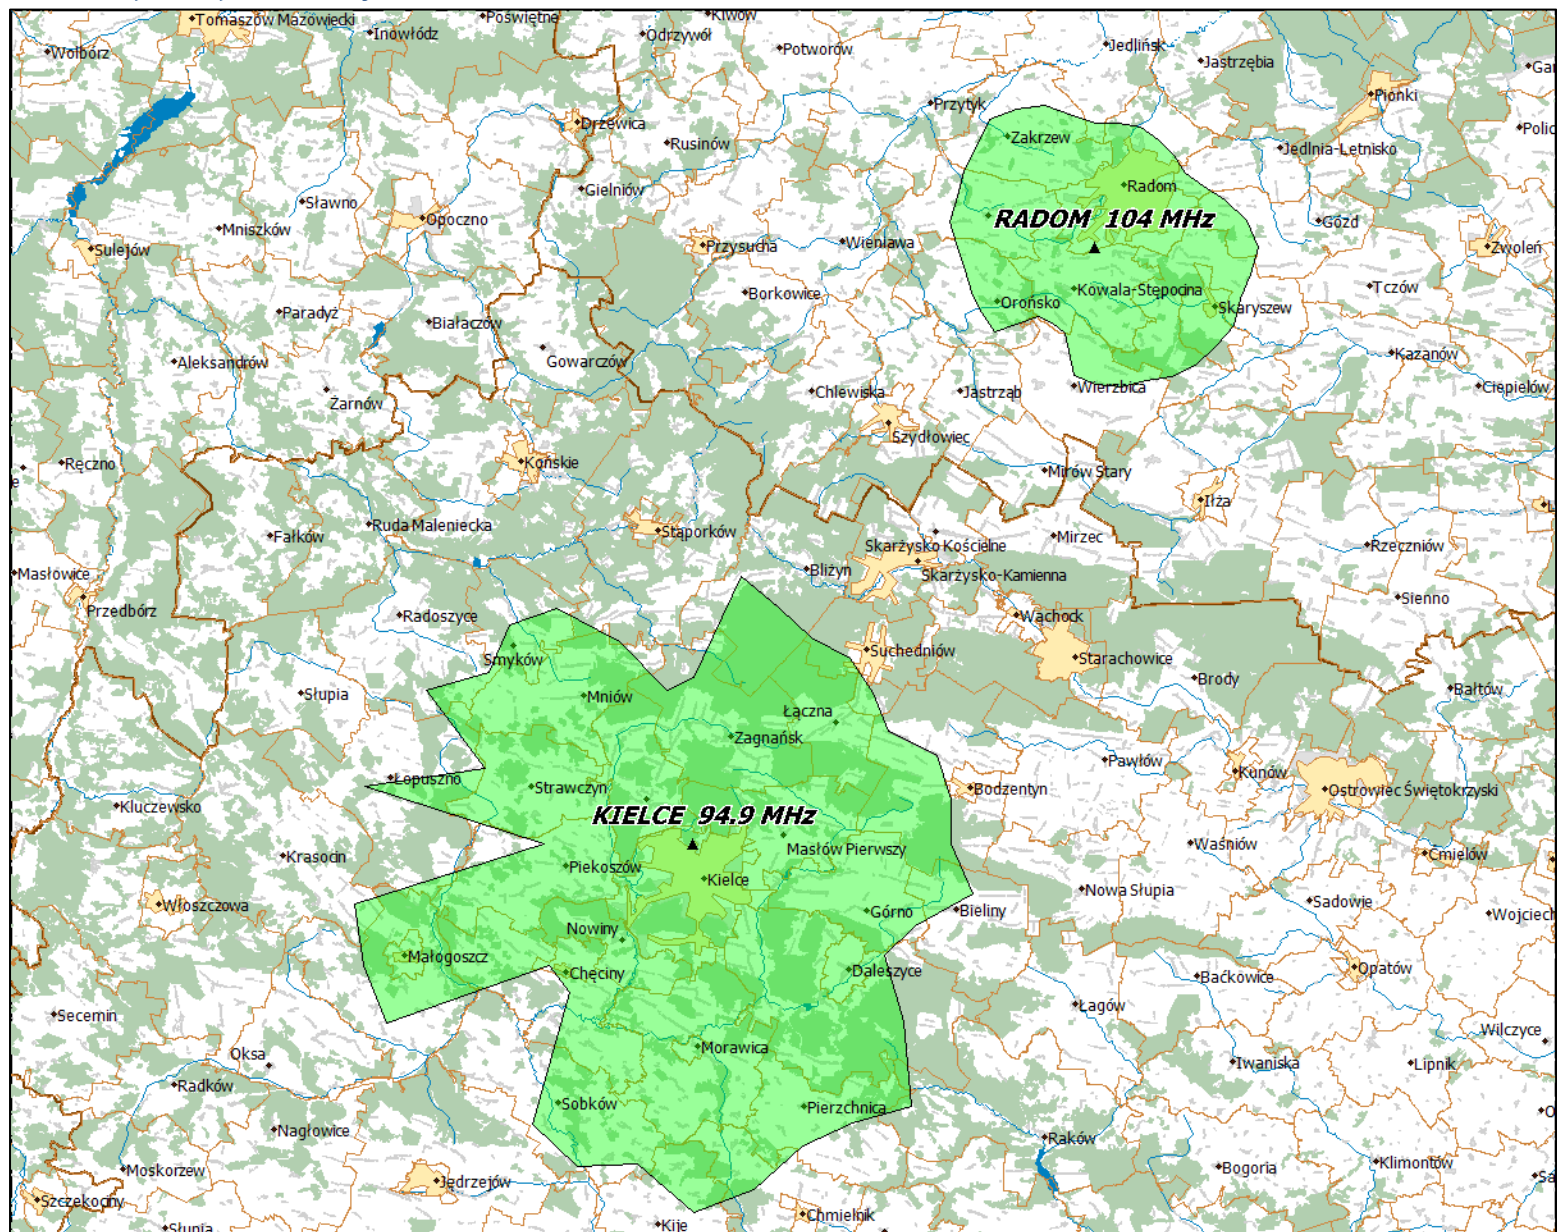 Tomaszów Mazowiecki
Poświętne
Klwów
Inowłódz
Odrzywół
Potworów
Jedlińsk
Wolbórz
Jastrzębia
Pionki
Przytyk
Drzewica
Rusinów
Zakrzew
Jedlnia-Letnisko
Gielniów
Radom
Sławno
Opoczno
Mniszków
RADOM 104 MHz
Gózd
Sulejów
Przysucha
Wieniawa
Zwoleń
Borkowice
Kowala-Stępocina
Tczów
Orońsko
Skaryszew
Paradyż
Białaczów
Aleksandrów
Gowarczów
Kazanów
Żarnów
Chlewiska
Jastrząb
Wierzbica
Ciepielów
Szydłowiec
Ręczno
Końskie
Mirów Stary
Iłża
Ruda Maleniecka
Stąporków
Fałków
Skarżysko Kościelne
Mirzec
Rzeczniów
Masłowice
Bliżyn
Skarżysko-Kamienna
Przedbórz
Sienno
Radoszyce
Wąchock
Smyków
Suchedniów
Starachowice
Brody
Bałtów
Słupia
Mniów
Łączna
Zagnańsk
Pawłów
Kunów
Łopuszno
Strawczyn
Bodzentyn
Ostrowiec Świętokrzyski
Kluczewsko
KIELCE 94.9 MHz
Krasocin
Masłów Pierwszy
Waśniów
Ćmielów
Piekoszów
Kielce
Nowa Słupia
Włoszczowa
Górno
Bieliny
Sadowie
Wojciech
Nowiny
Małogoszcz
Chęciny
Daleszyce
Baćkowice
Opatów
Secemin
Łagów
Wilczyce
Oksa
Morawica
Iwaniska
Lipnik
Radków
Sobków
Pierzchnica
Nagłowice
Raków
Moskorzew
Bogoria
Klimontów
Szczekociny
Jędrzejów
Chmielnik
Słupia
Kije